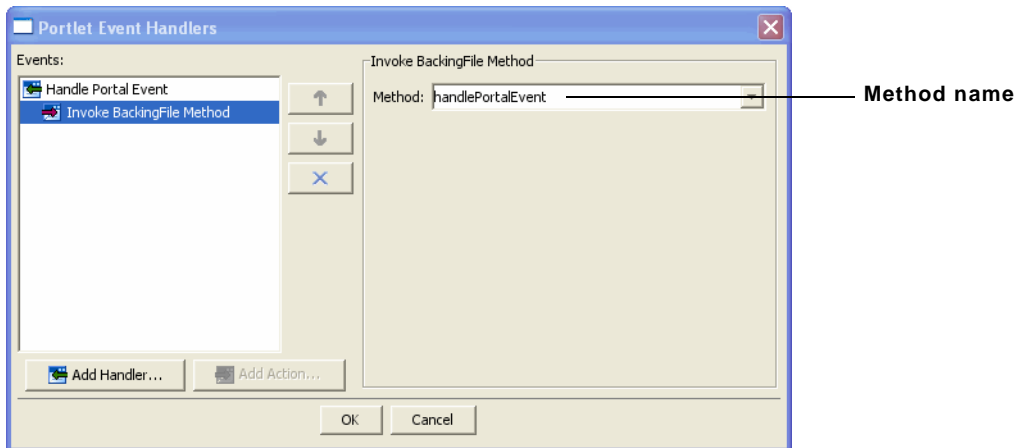 Portlet Event Handlers
Events:
Handle Portal Event
Invoke BackingFile Method
Invoke BackingFile Method
Method: handlePortalEvent
Method name
Add Handler...
Add Action...
OK
Cancel